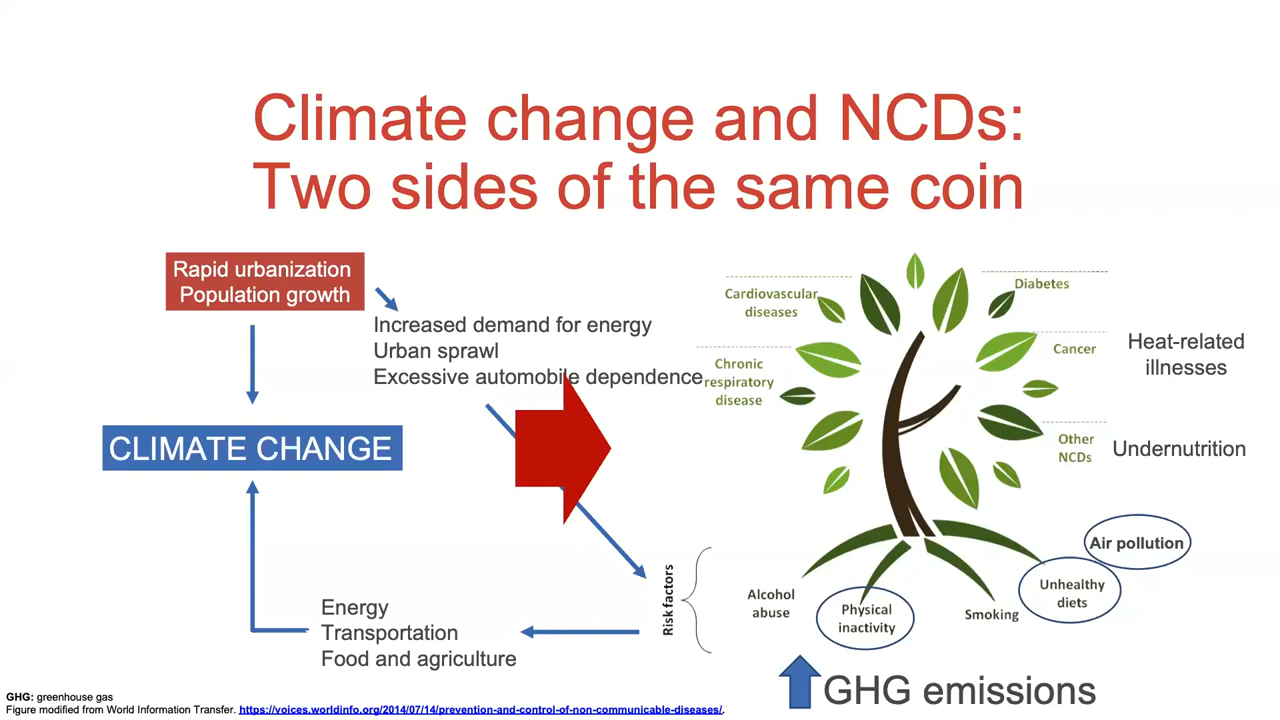 Climate change and NCDs:
Two sides of the same coin
Rapid urbanization
Population growth
Increased demand for energy
Urban sprawl
Excessive automobile dependence
CLIMATE CHANGE
Energy
Transportation
Food and agriculture
Risk factors
Cardiovascular
diseases
Chronic
respiratory
disease
Diabetes
Cancer
Other
NCDs
Heat-related
illnesses
Undernutrition
Air pollution
Alcohol
abuse
Physical
inactivity
Smoking
Unhealthy
diets
GHG emissions
GHG: greenhouse gas
Figure modified from World Information Transfer. https://voices.worldinfo.org/2014/07/14/prevention-and-control-of-non-communicable-diseases/.